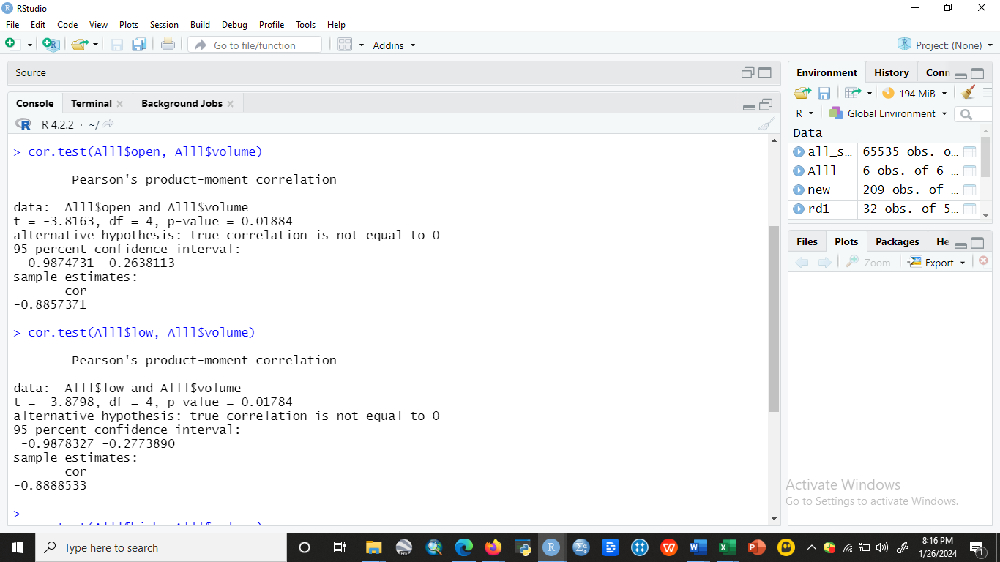 RStudio
File Edit Code View Plots Session Build Debug Profile Tools Help
Go to file/function
Addins
Project: (None)
Source
Console Terminal Background Jobs
R 4.2.2 · ~/
> cor.test(Alll$open, Alll$volume)
Pearson's product-moment correlation
data: Alll$open and Alll$volume
t = -3.8163, df = 4, p-value = 0.01884
alternative hypothesis: true correlation is not equal to 0
95 percent confidence interval:
-0.9874731 -0.2638113
sample estimates:
cor
-0.8857371
> cor.test(Alll$low, Alll$volume)
Pearson's product-moment correlation
data: Alll$low and Alll$volume
t = -3.8798, df = 4, p-value = 0.01784
alternative hypothesis: true correlation is not equal to 0
95 percent confidence interval:
-0.9878327 -0.2773890
sample estimates:
cor
-0.8888533
>
> cor.test(Alll$high, Alll$volume)
Environment History Conn
194 MiB
R Global Environment
Data
all_s… 65535 obs. o…
Alll 6 obs. of 6 …
new 209 obs. of …
rd1 32 obs. of 5…
Files Plots Packages He
Zoom Export
Activate Windows
Go to Settings to activate Windows.
Type here to search
8:16 PM
1/26/2024
1